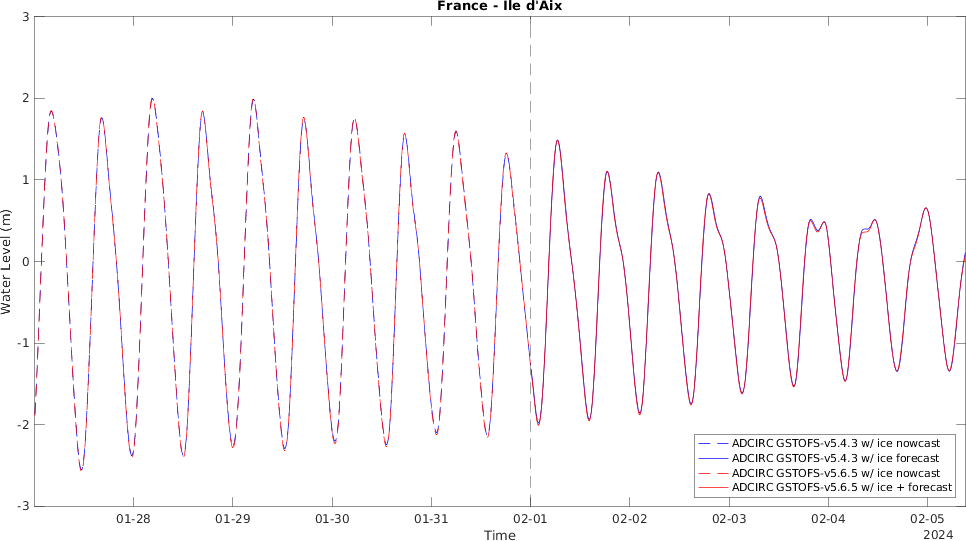 France - Ile d'Aix
3
2
1
0
-1
-2
-3
Water Level (m)
01-28 01-29 01-30 01-31 02-01 02-02 02-03 02-04 02-05
Time
2024
ADCIRC GSTOFS-v5.4.3 w/ ice nowcast
ADCIRC GSTOFS-v5.4.3 w/ ice forecast
ADCIRC GSTOFS-v5.6.5 w/ ice nowcast
ADCIRC GSTOFS-v5.6.5 w/ ice + forecast